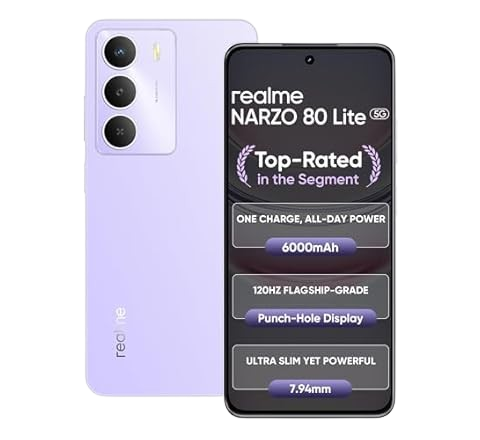 realme
realme
NARZO 80 Lite 5G
Top-Rated
in the Segment
ONE CHARGE, ALL-DAY POWER
6000mAh
120HZ FLAGSHIP-GRADE
Punch-Hole Display
ULTRA SLIM YET POWERFUL
7.94mm